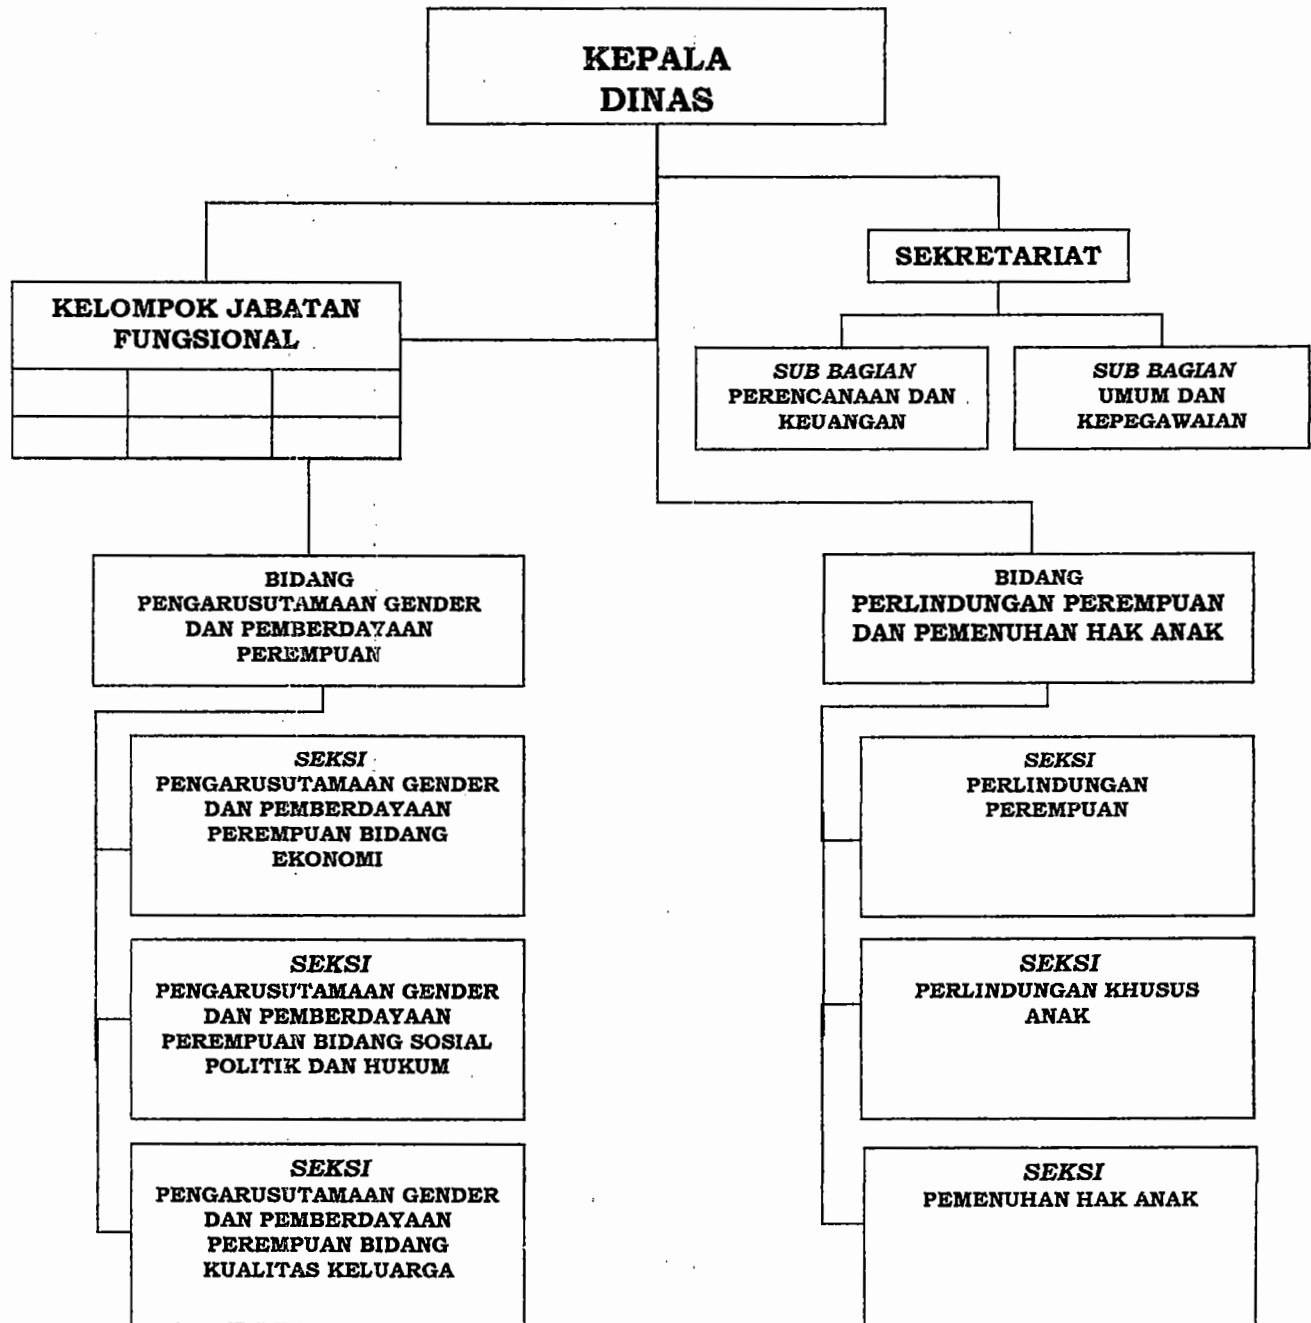 KEPALA
DINAS
SEKRETARIAT
KELOMPOK JABATAN
FUNGSIONAL
SUB BAGIAN
PERENCANAAN DAN
KEUANGAN
SUB BAGIAN
UMUM DAN
KEPEGAWAIAN
BIDANG
PENGARUSUTAMAAN GENDER
DAN PEMBERDAYAAN
PEREMPUAN
BIDANG
PERLINDUNGAN PEREMPUAN
DAN PEMENUHAN HAK ANAK
SEKSI
PENGARUSUTAMAAN GENDER
DAN PEMBERDAYAAN
PEREMPUAN BIDANG
EKONOMI
SEKSI
PERLINDUNGAN
PEREMPUAN
SEKSI
PENGARUSUTAMAAN GENDER
DAN PEMBERDAYAAN
PEREMPUAN BIDANG SOSIAL
POLITIK DAN HUKUM
SEKSI
PERLINDUNGAN KHUSUS
ANAK
SEKSI
PENGARUSUTAMAAN GENDER
DAN PEMBERDAYAAN
PEREMPUAN BIDANG
KUALITAS KELUARGA
SEKSI
PEMENUHAN HAK ANAK